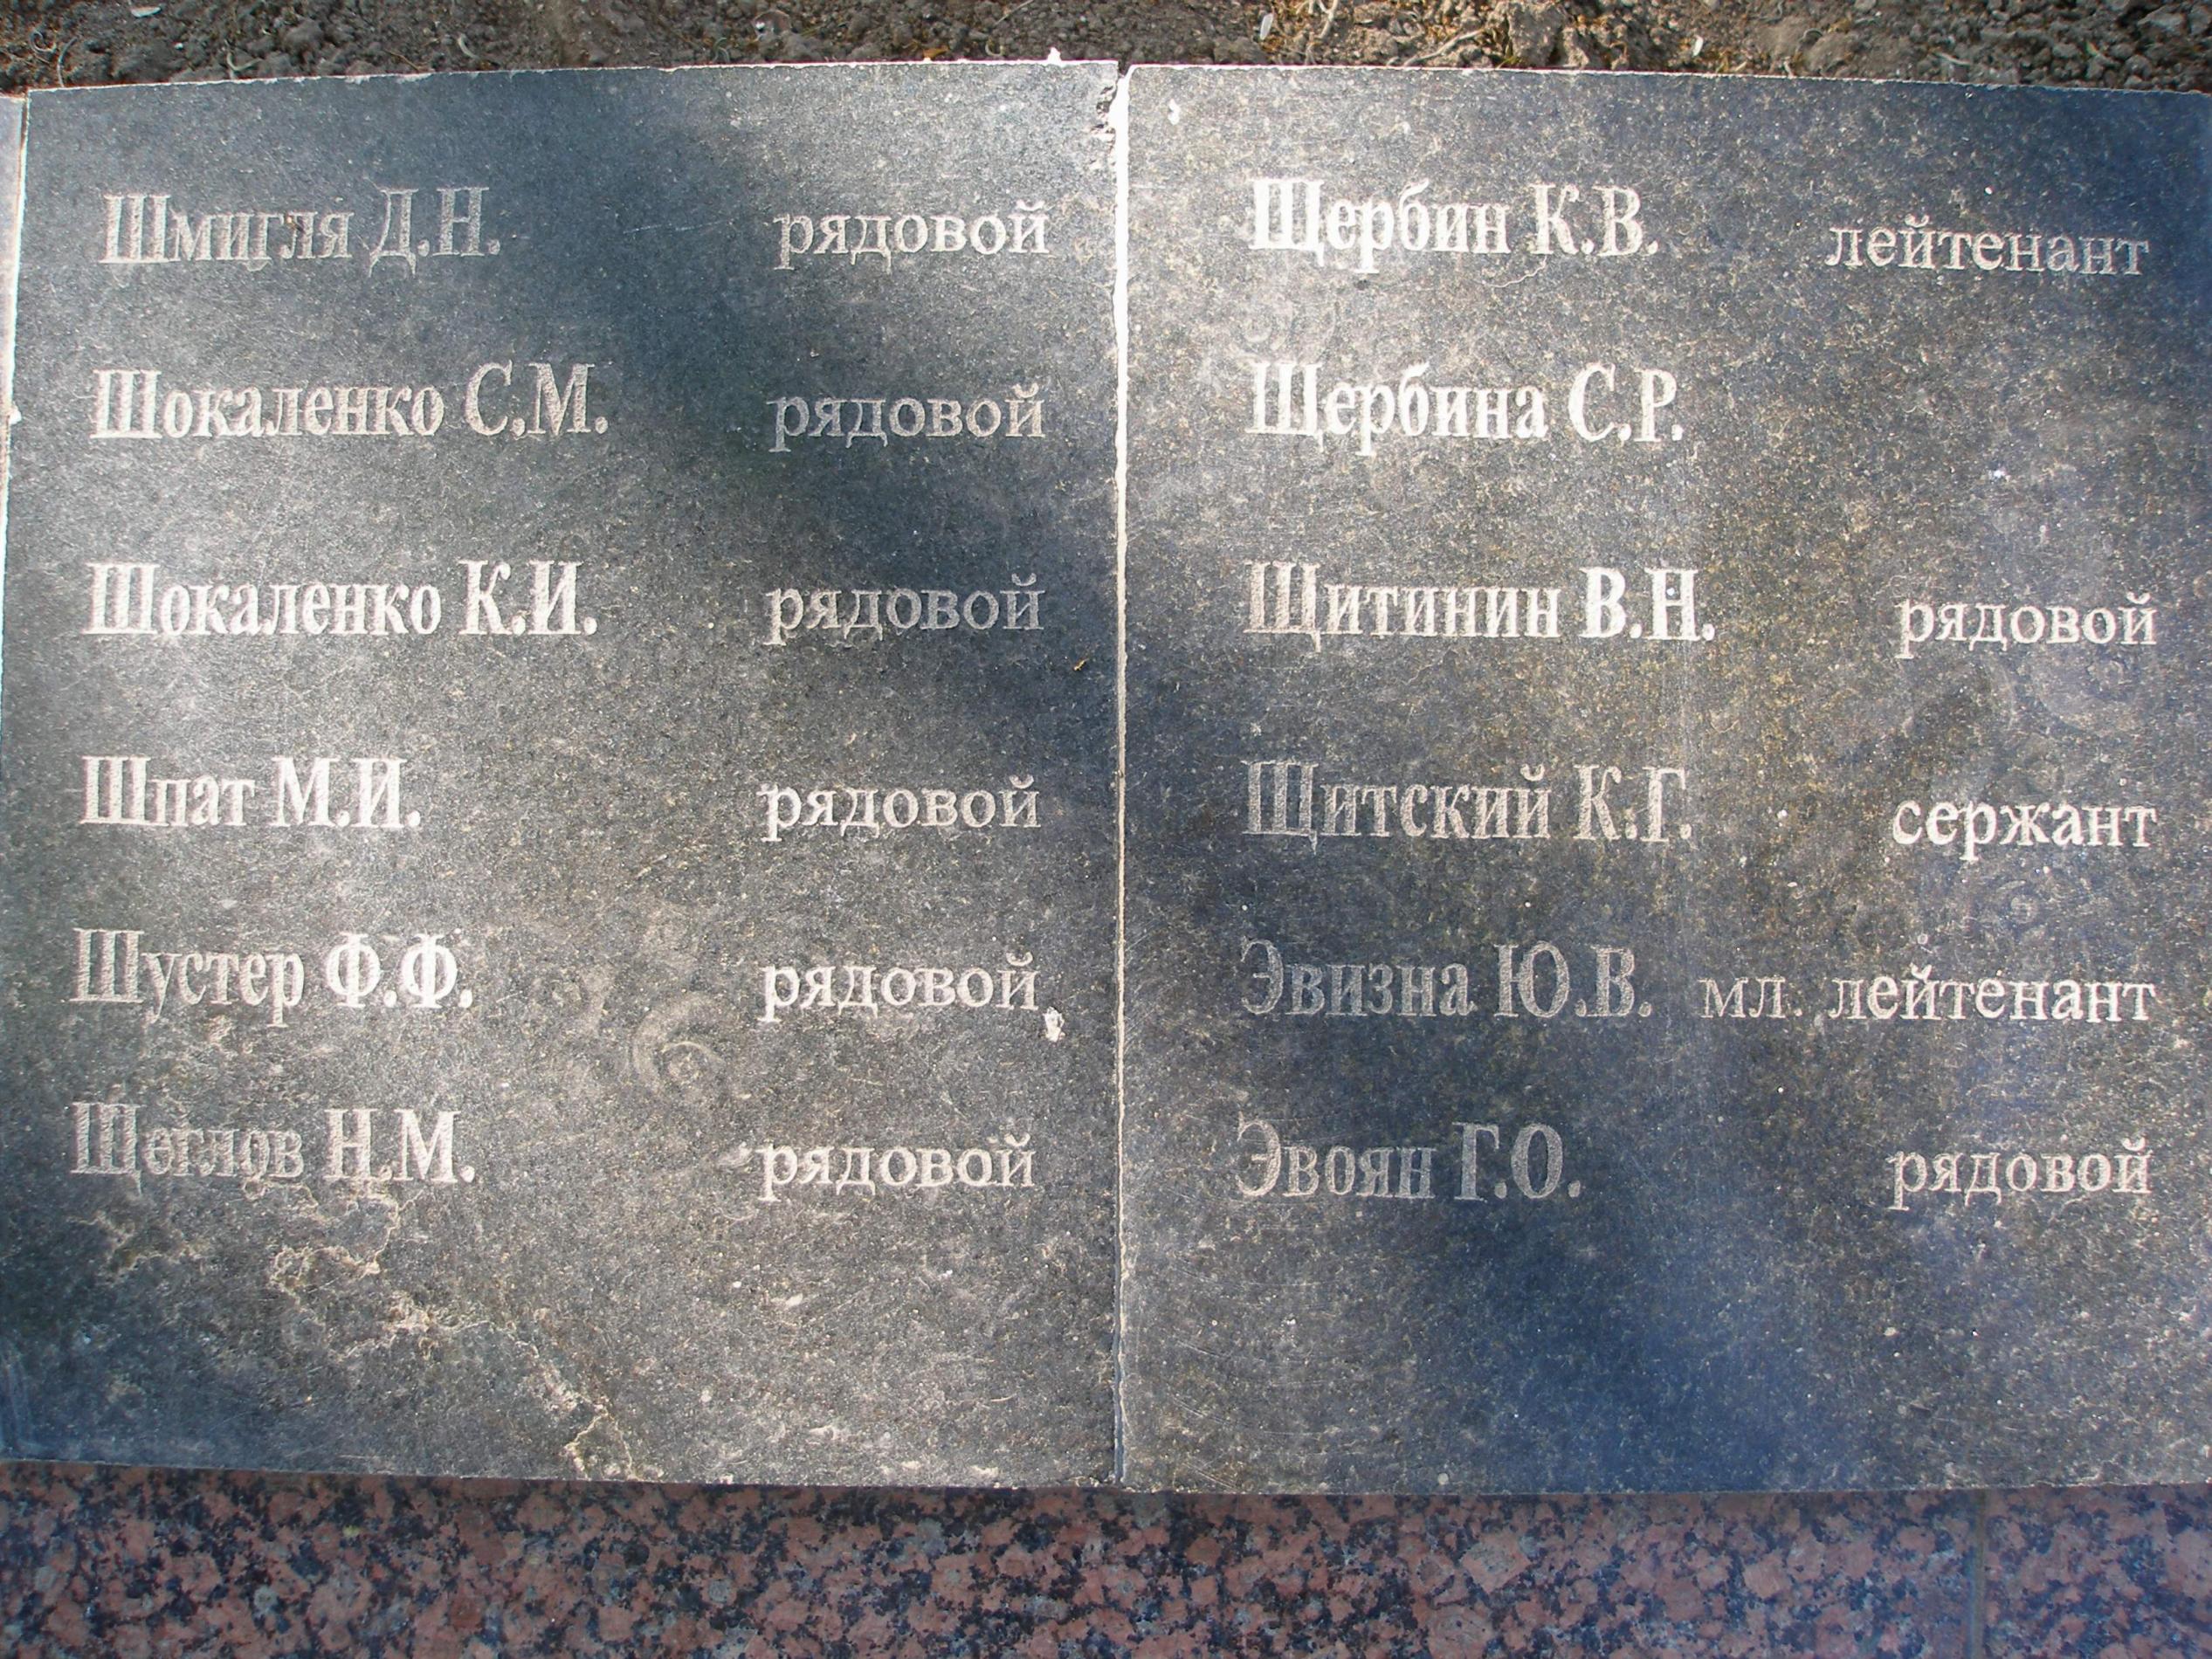 Шмигля Д.Н. рядовой
Шокаленко С.М. рядовой
Шокаленко К.И. рядовой
Шпат М.И. рядовой
Шустер Ф.Ф. рядовой
Щеглов Н.М. рядовой
Щербин К.В. лейтенант
Щербина С.Р.
Щитинин В.Н. рядовой
Щитский К.Г. сержант
Эвизна Ю.В. мл. лейтенант
Эвоян Г.О. рядовой